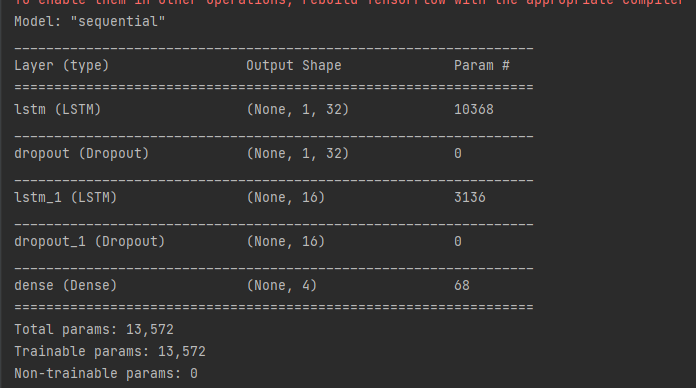 To enable them in other operations, rebuild TensorFlow with the appropriate compiler
Model: "sequential"
_________________________________________________________________
Layer (type)                 Output Shape              Param #
=================================================================
lstm (LSTM)                  (None, 1, 32)             10368
_________________________________________________________________
dropout (Dropout)            (None, 1, 32)             0
_________________________________________________________________
lstm_1 (LSTM)                (None, 16)                3136
_________________________________________________________________
dropout_1 (Dropout)          (None, 16)                0
_________________________________________________________________
dense (Dense)                (None, 4)                 68
=================================================================
Total params: 13,572
Trainable params: 13,572
Non-trainable params: 0